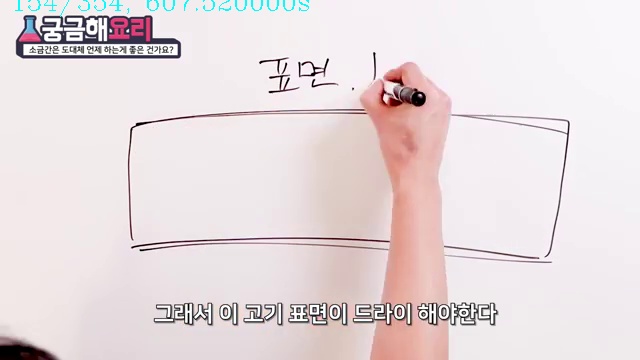 154/354, 607.520000s
궁금해요리
소금간은 도대체 언제 하는게 좋은 건가요?
표면.
그래서 이 고기 표면이 드라이 해야한다